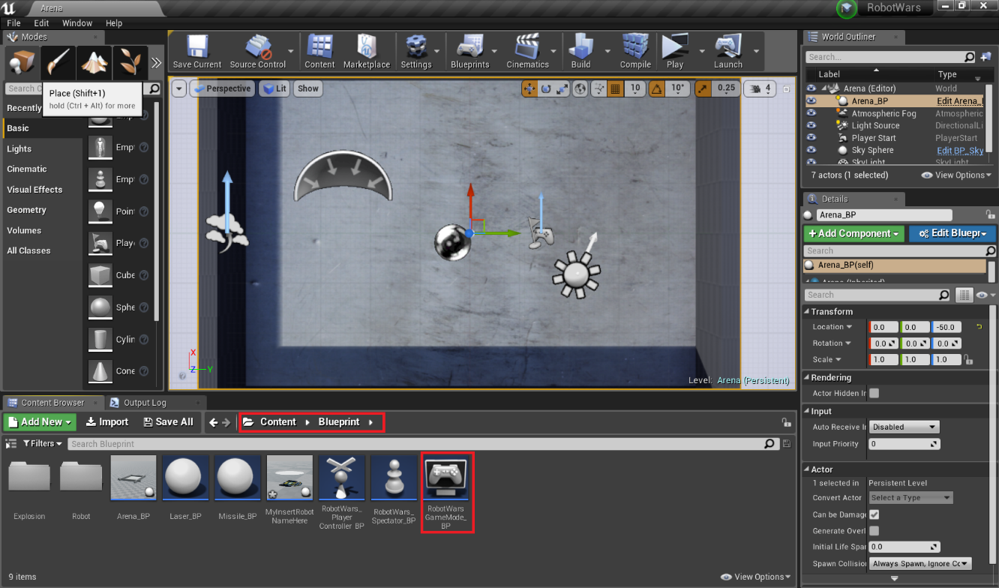 Arena
RobotWars
File Edit Window Help
Modes
Save Current
Source Control
Content
Marketplace
Settings
Blueprints
Cinematics
Build
Compile
Play
Launch
Place (Shift+1)
hold (Ctrl + Alt) for more
Search C
Recently
Basic
Lights
Cinematic
Visual Effects
Geometry
Volumes
All Classes
Empt
Empt
Point
Playe
Cube
Sphe
Cylin
Cone
Perspective
Lit
Show
10
10°
0.25
4
X
Z
Y
Level: Arena (Persistent)
World Outliner
Search...
Label Type
Arena (Editor) World
Arena_BP Edit Arena_
Atmospheric Fog Atmospheric
Light Source DirectionalLi
Player Start PlayerStart
Sky Sphere Edit BP_Sky
SkyLight SkyLight
7 actors (1 selected) View Options
Details
Arena_BP
Add Component
Edit Bluepr
Search
Arena_BP(self)
Arena (Inherited)
Search
Transform
Location 0.0 0.0 -50.0
Rotation 0.0 0.0 0.0
Scale 1.0 1.0 1.0
Rendering
Actor Hidden In
Input
Auto Receive In Disabled
Input Priority 0
Actor
1 selected in Persistent Level
Convert Actor Select a Type
Can be Damag
Generate Overl
Initial Life Span 0.0
Spawn Collision Always Spawn, Ignore Co
Content Browser
Output Log
Add New
Import
Save All
Content
Blueprint
Filters
Search Blueprint
Explosion
Robot
Arena_BP
Laser_BP
Missile_BP
MyInsertRobot
NameHere
RobotWars_
Player
Controller_BP
RobotWars_
Spectator_BP
RobotWars
GameMode_
BP
9 items
View Options